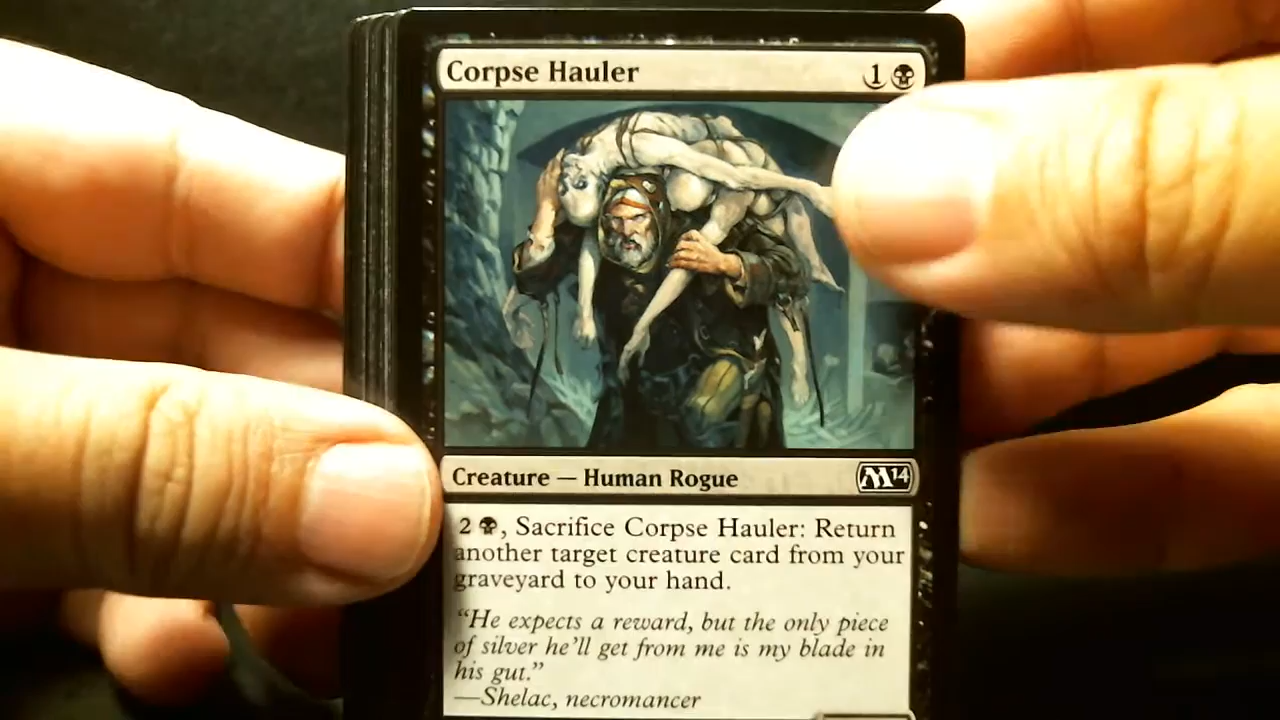 Corpse Hauler 1
Creature — Human Rogue M14
2 , Sacrifice Corpse Hauler: Return
another target creature card from your
graveyard to your hand.
“He expects a reward, but the only piece
of silver he’ll get from me is my blade in
his gut.”
—Shelac, necromancer